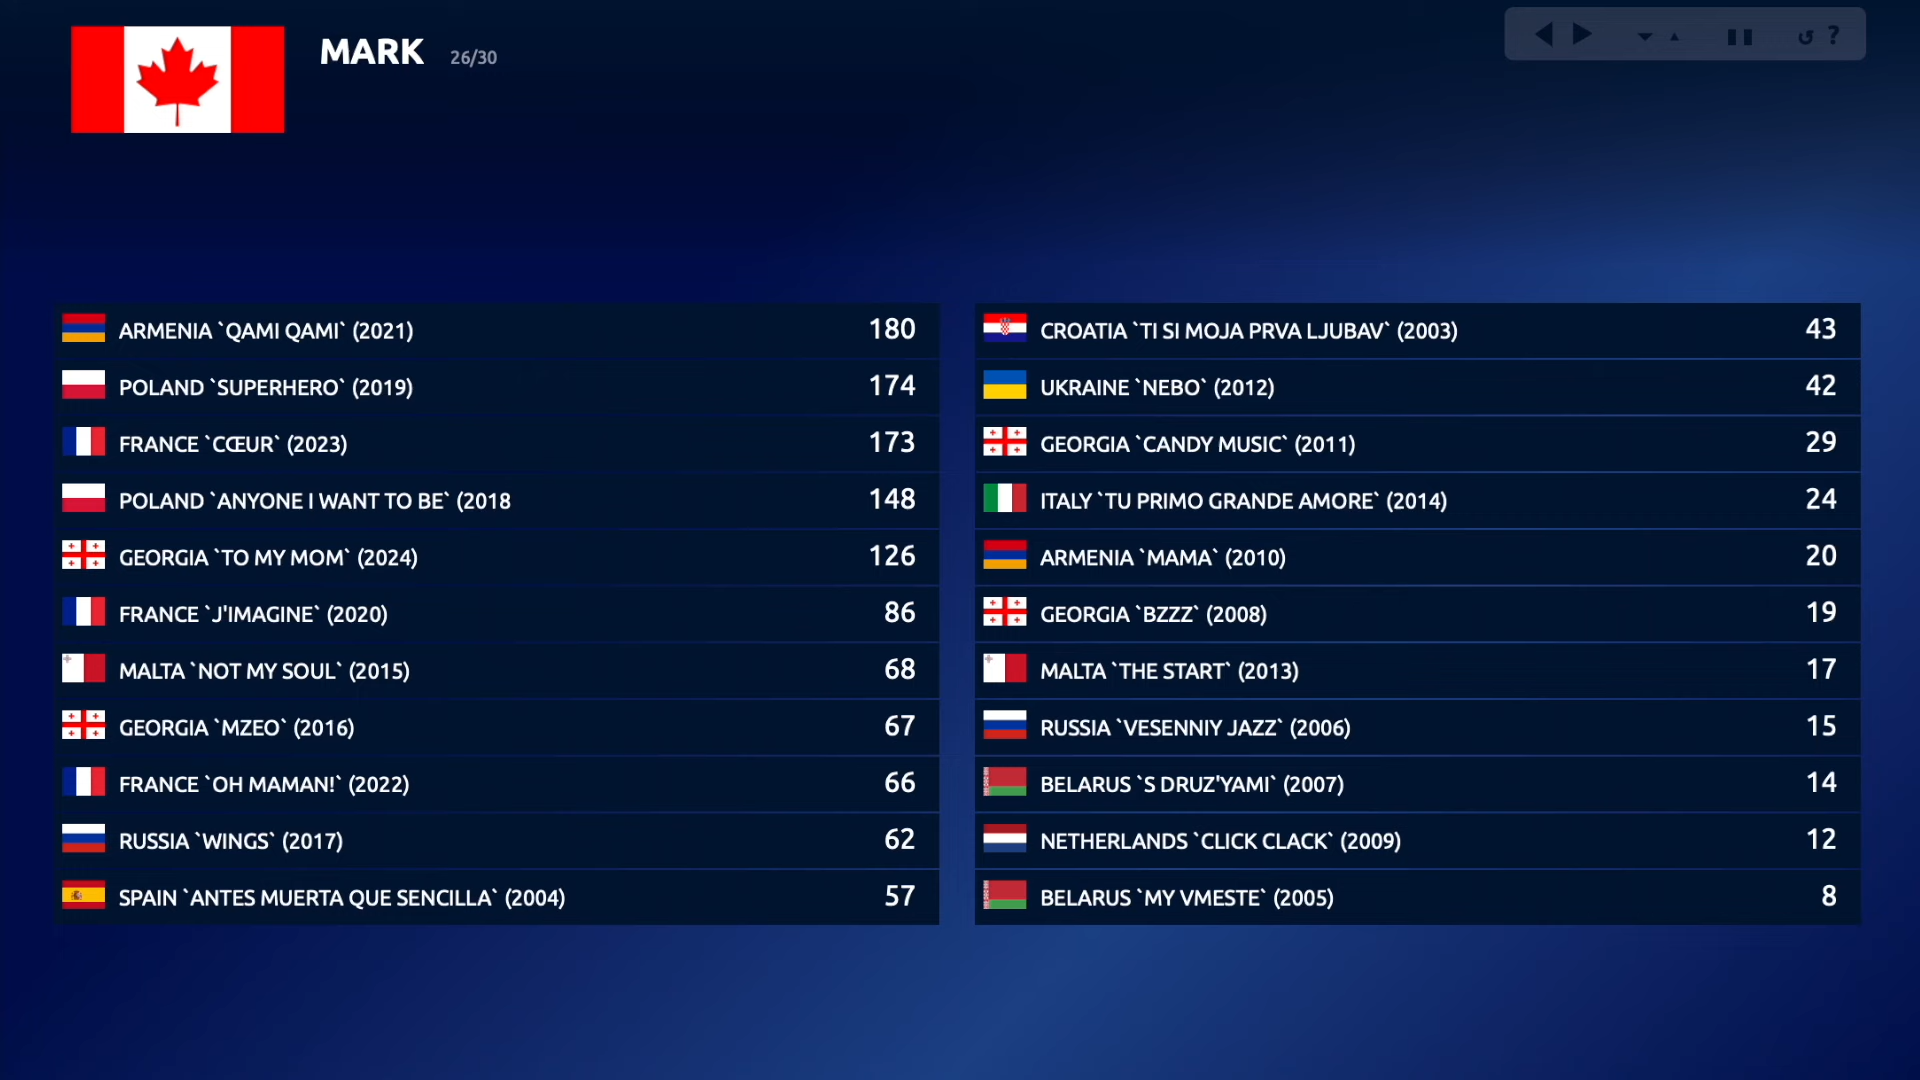 MARK 26/30
?
ARMENIA `QAMI QAMI` (2021) 180
POLAND `SUPERHERO` (2019) 174
FRANCE `CŒUR` (2023) 173
POLAND `ANYONE I WANT TO BE` (2018 148
GEORGIA `TO MY MOM` (2024) 126
FRANCE `J'IMAGINE` (2020) 86
MALTA `NOT MY SOUL` (2015) 68
GEORGIA `MZEO` (2016) 67
FRANCE `OH MAMAN!` (2022) 66
RUSSIA `WINGS` (2017) 62
SPAIN `ANTES MUERTA QUE SENCILLA` (2004) 57
CROATIA `TI SI MOJA PRVA LJUBAV` (2003) 43
UKRAINE `NEBO` (2012) 42
GEORGIA `CANDY MUSIC` (2011) 29
ITALY `TU PRIMO GRANDE AMORE` (2014) 24
ARMENIA `MAMA` (2010) 20
GEORGIA `BZZZ` (2008) 19
MALTA `THE START` (2013) 17
RUSSIA `VESENNIY JAZZ` (2006) 15
BELARUS `S DRUZ'YAMI` (2007) 14
NETHERLANDS `CLICK CLACK` (2009) 12
BELARUS `MY VMESTE` (2005) 8